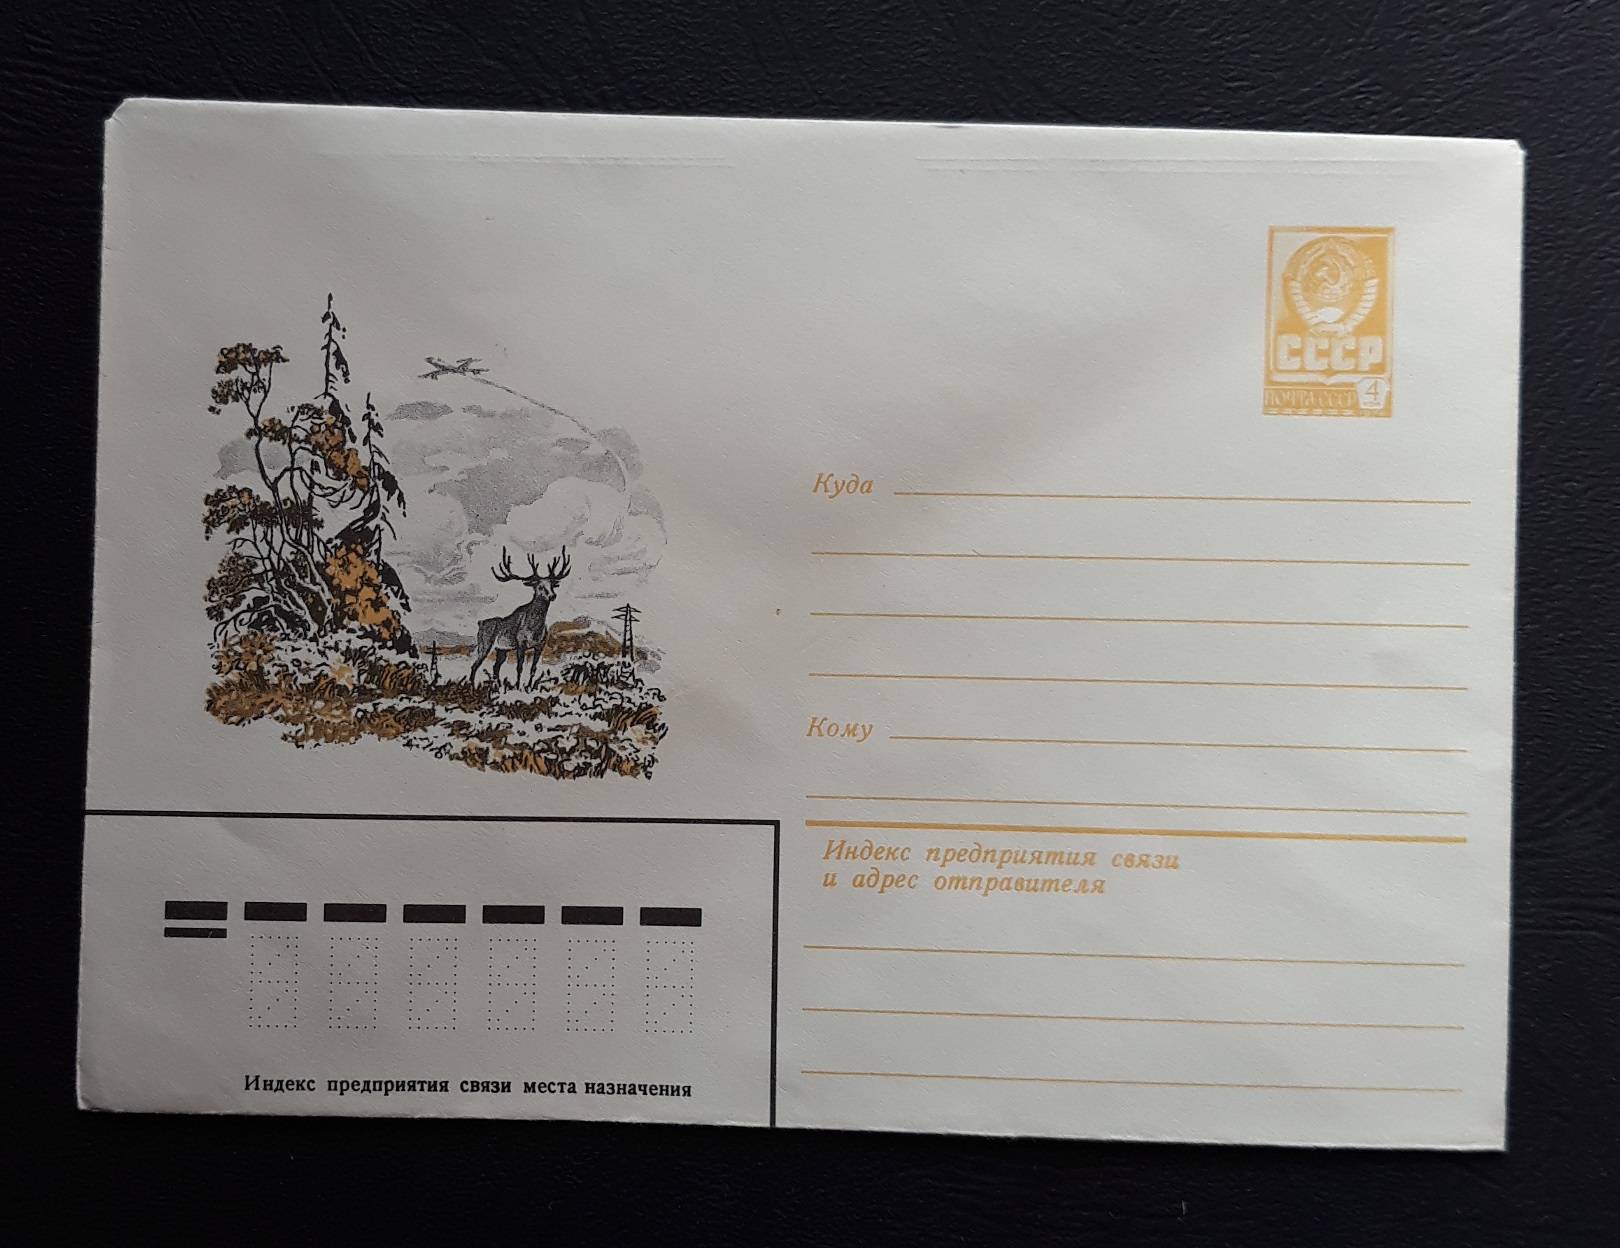 СССР
ПОЧТА СССР 4
Куда
Кому
Индекс предприятия связи
и адрес отправителя
Индекс предприятия связи места назначения